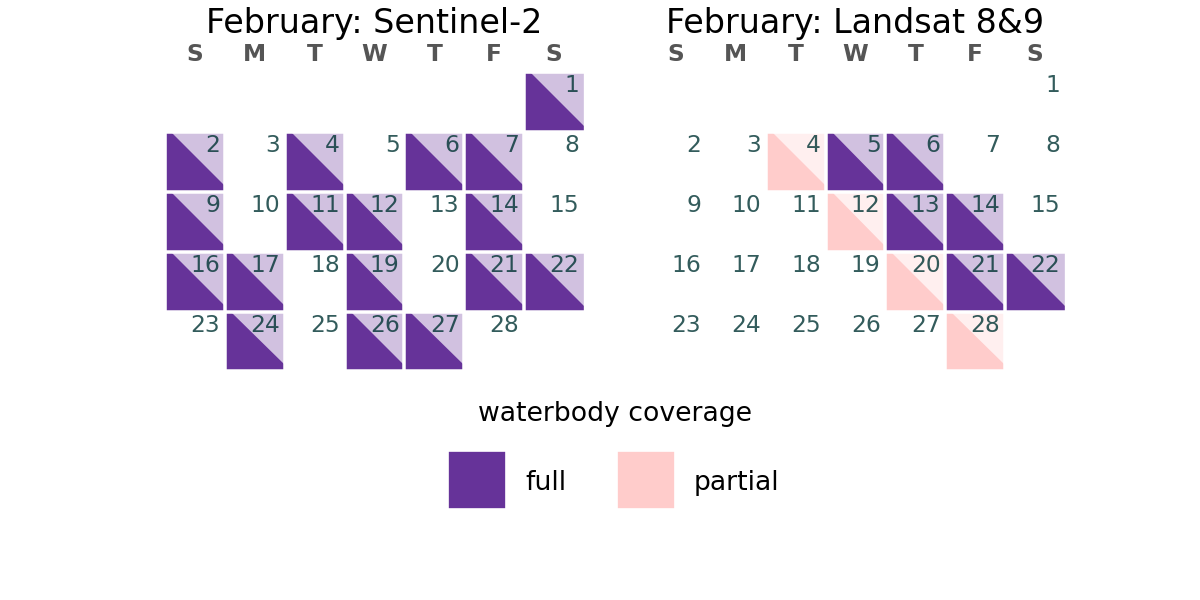 February: Sentinel-2
S M T W T F S
1
2 3 4 5 6 7 8
9 10 11 12 13 14 15
16 17 18 19 20 21 22
23 24 25 26 27 28
February: Landsat 8&9
S M T W T F S
1
2 3 4 5 6 7 8
9 10 11 12 13 14 15
16 17 18 19 20 21 22
23 24 25 26 27 28
waterbody coverage
full
partial